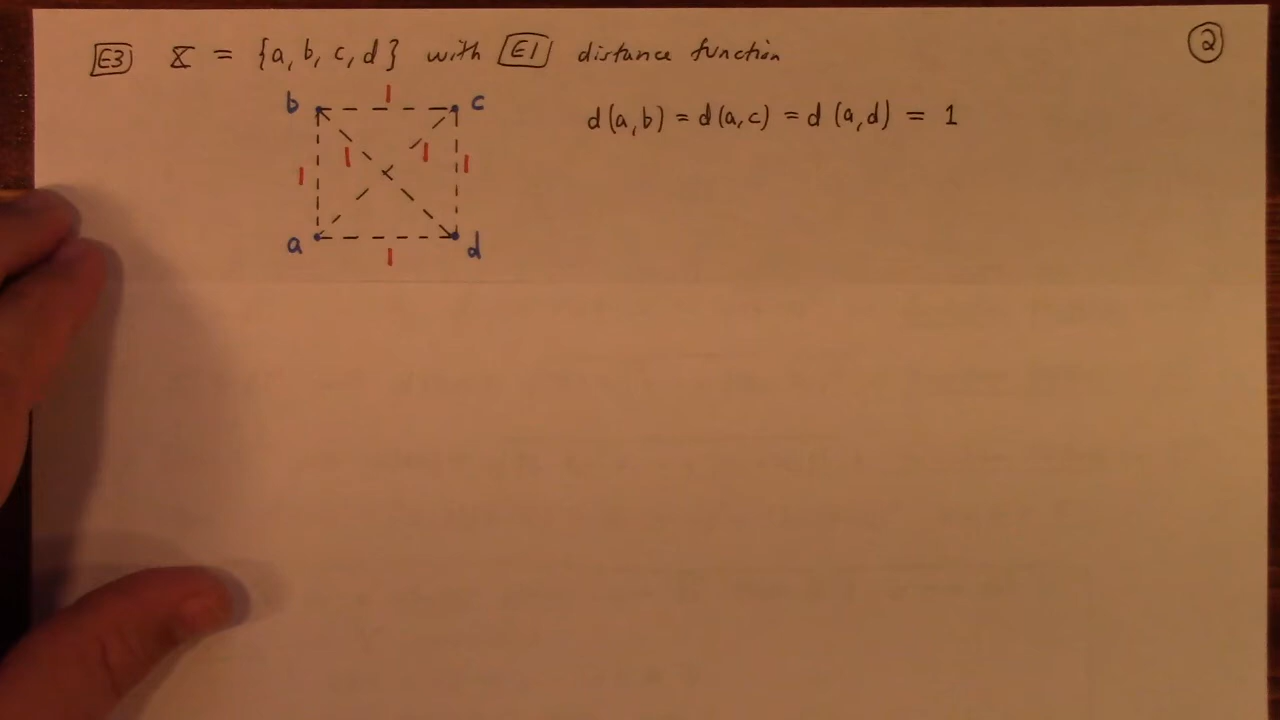 E3 X = {a, b, c, d} with E1 distance function
2
b 1 c
d(a,b) = d(a,c) = d(a,d) = 1
1 1 1 1
a 1 d